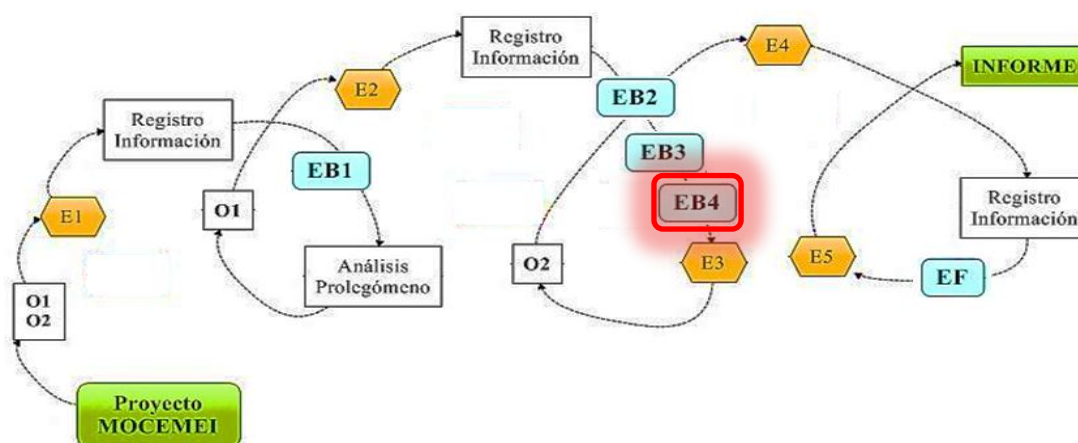 Proyecto
MOCEMEI
O1
O2
E1
Registro
Información
EB1
Análisis
Prolegómeno
O1
E2
Registro
Información
EB2
EB3
EB4
E3
O2
E4
Registro
Información
EF
E5
INFORME